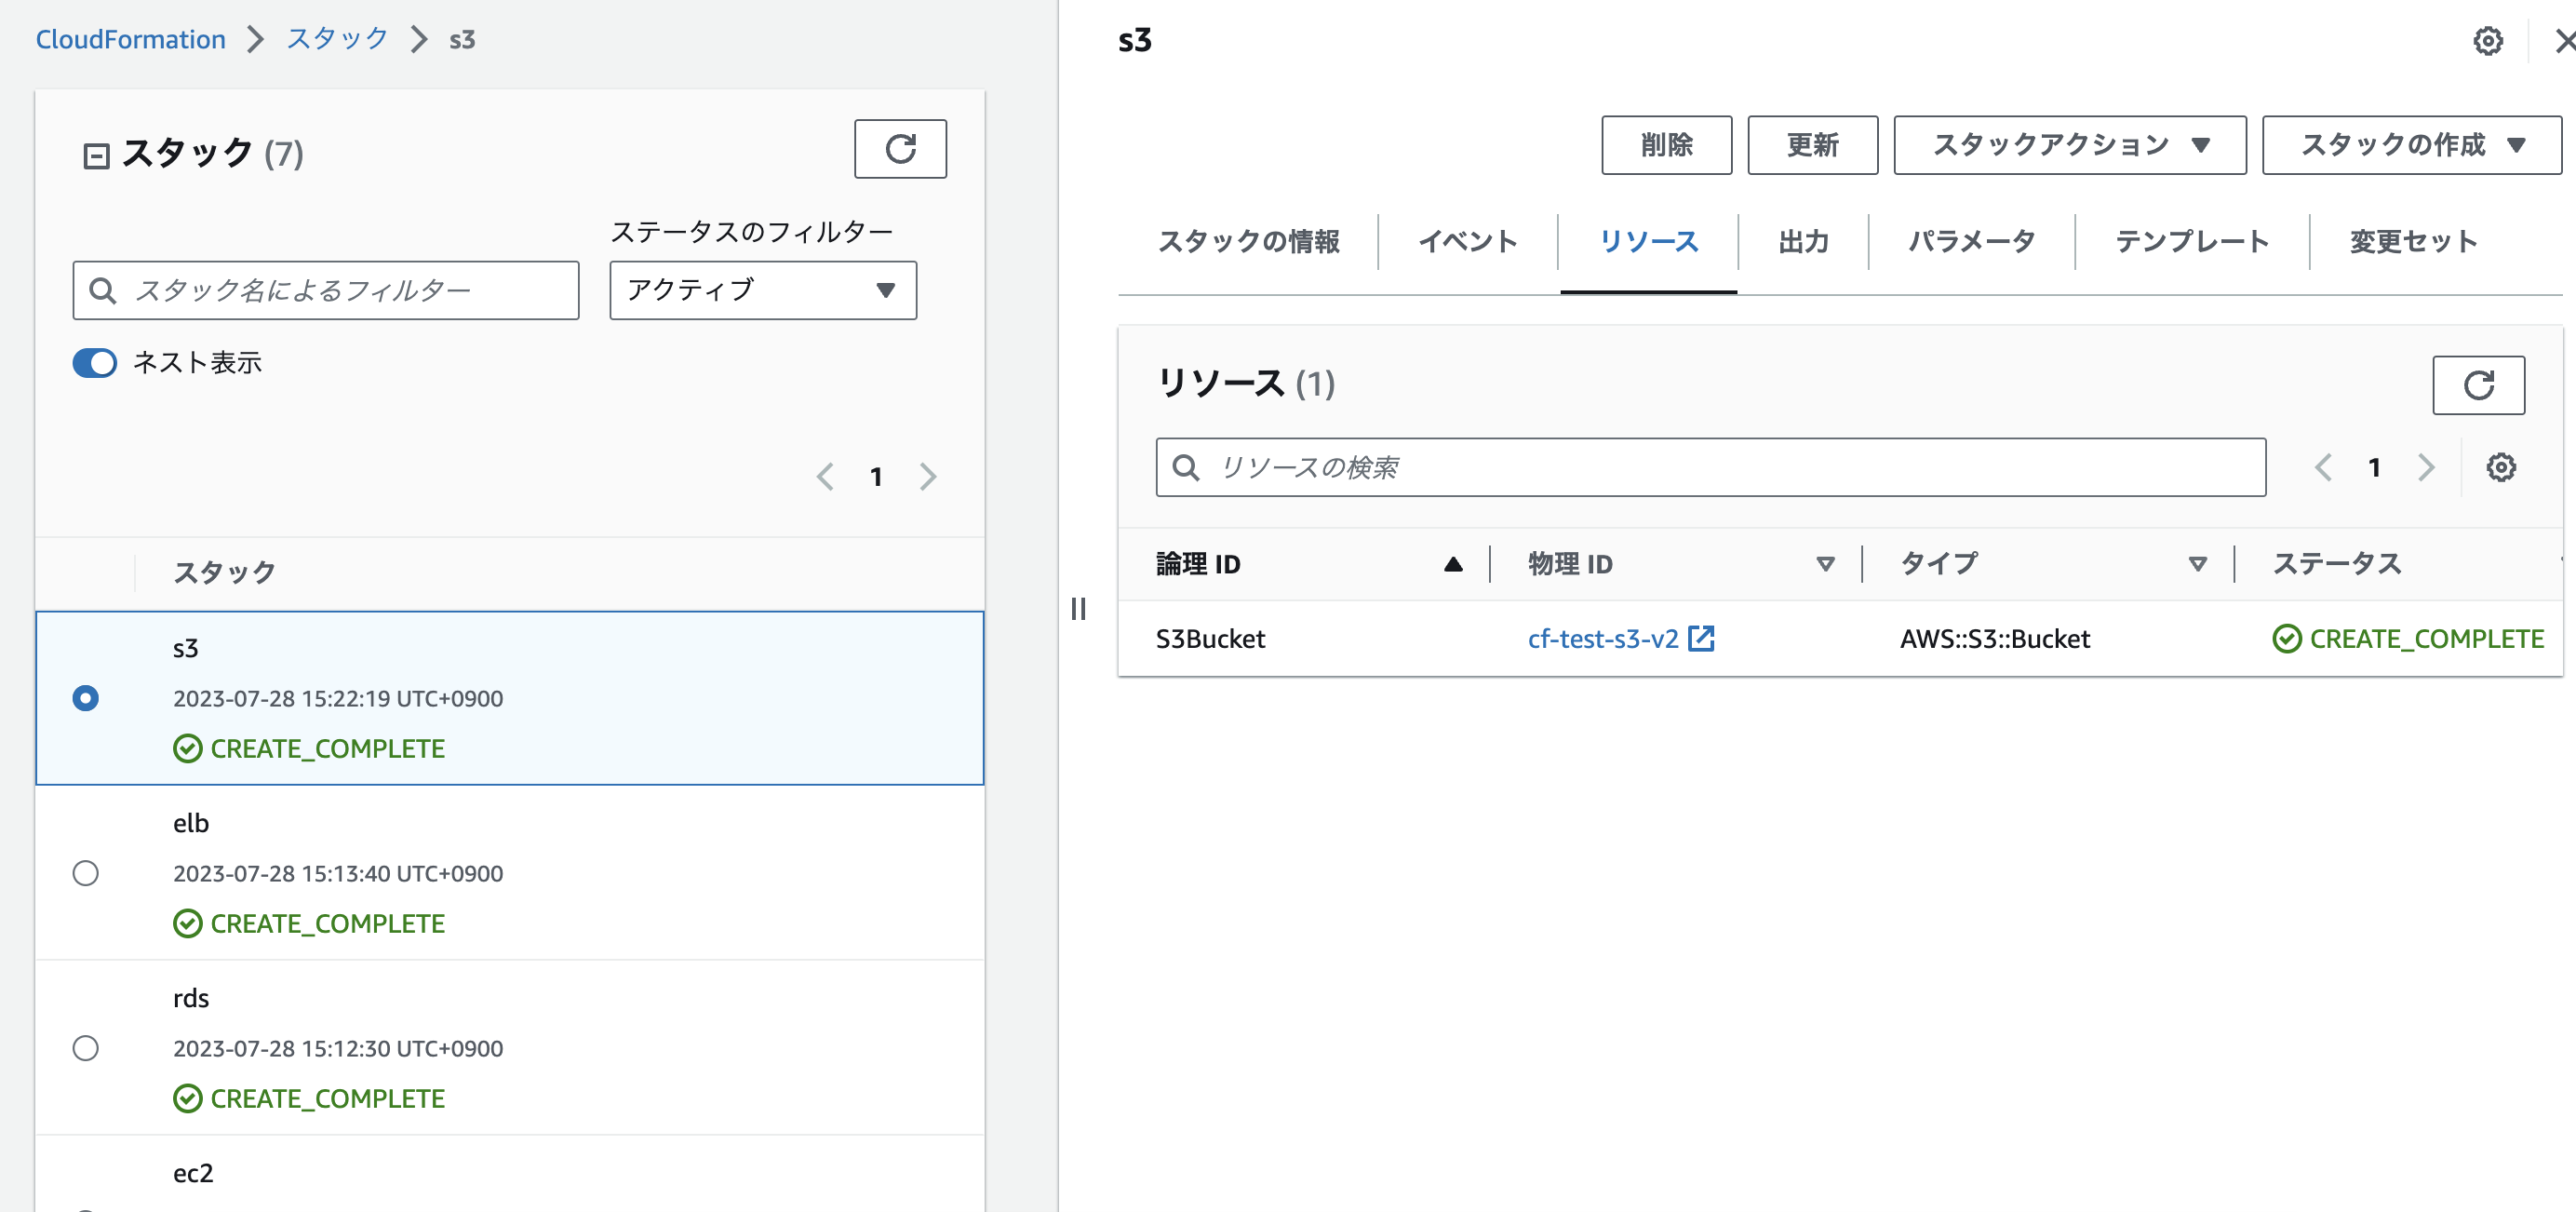 CloudFormation > スタック > s3
スタック (7)
ステータスのフィルター
スタック名によるフィルター
アクティブ
ネスト表示
1
スタック
s3
2023-07-28 15:22:19 UTC+0900
CREATE_COMPLETE
elb
2023-07-28 15:13:40 UTC+0900
CREATE_COMPLETE
rds
2023-07-28 15:12:30 UTC+0900
CREATE_COMPLETE
ec2
s3
削除 更新 スタックアクション スタックの作成
スタックの情報 イベント リソース 出力 パラメータ テンプレート 変更セット
リソース (1)
リソースの検索
1
論理 ID 物理 ID タイプ ステータス
S3Bucket cf-test-s3-v2 AWS::S3::Bucket CREATE_COMPLETE